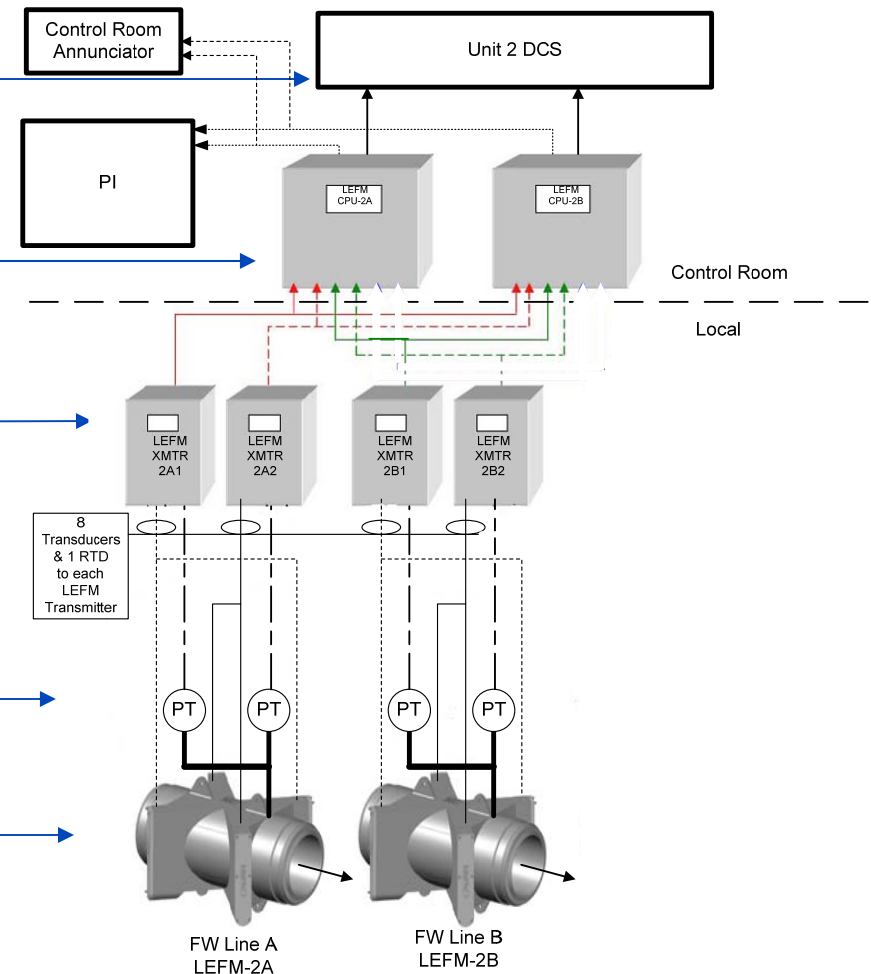 Control Room
Annunciator
Unit 2 DCS
PI
LEFM
CPU-2A
LEFM
CPU-2B
Control Room
Local
LEFM
XMTR
2A1
LEFM
XMTR
2A2
LEFM
XMTR
2B1
LEFM
XMTR
2B2
8
Transducers
& 1 RTD
to each
LEFM
Transmitter
PT
PT
PT
PT
FW Line A
LEFM-2A
FW Line B
LEFM-2B